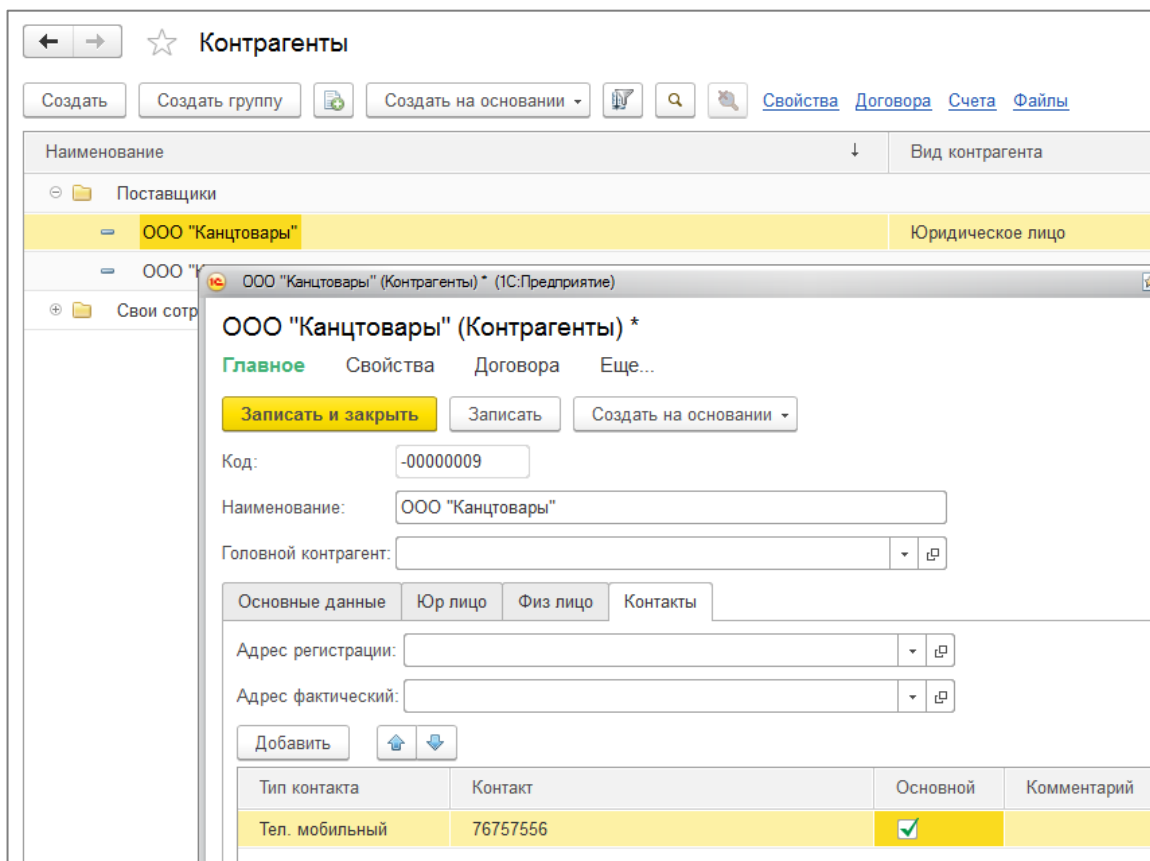 Контрагенты
Создать Создать группу Создать на основании Свойства Договора Счета Файлы
Наименование ↓ Вид контрагента
Поставщики
ООО "Канцтовары" Юридическое лицо
ООО
1С ООО "Канцтовары" (Контрагенты) * (1С:Предприятие)
Свои сотр
ООО "Канцтовары" (Контрагенты) *
Главное Свойства Договора Еще...
Записать и закрыть Записать Создать на основании
Код: -00000009
Наименование: ООО "Канцтовары"
Головной контрагент:
Основные данные Юр лицо Физ лицо Контакты
Адрес регистрации:
Адрес фактический:
Добавить
Тип контакта Контакт Основной Комментарий
Тел. мобильный 76757556